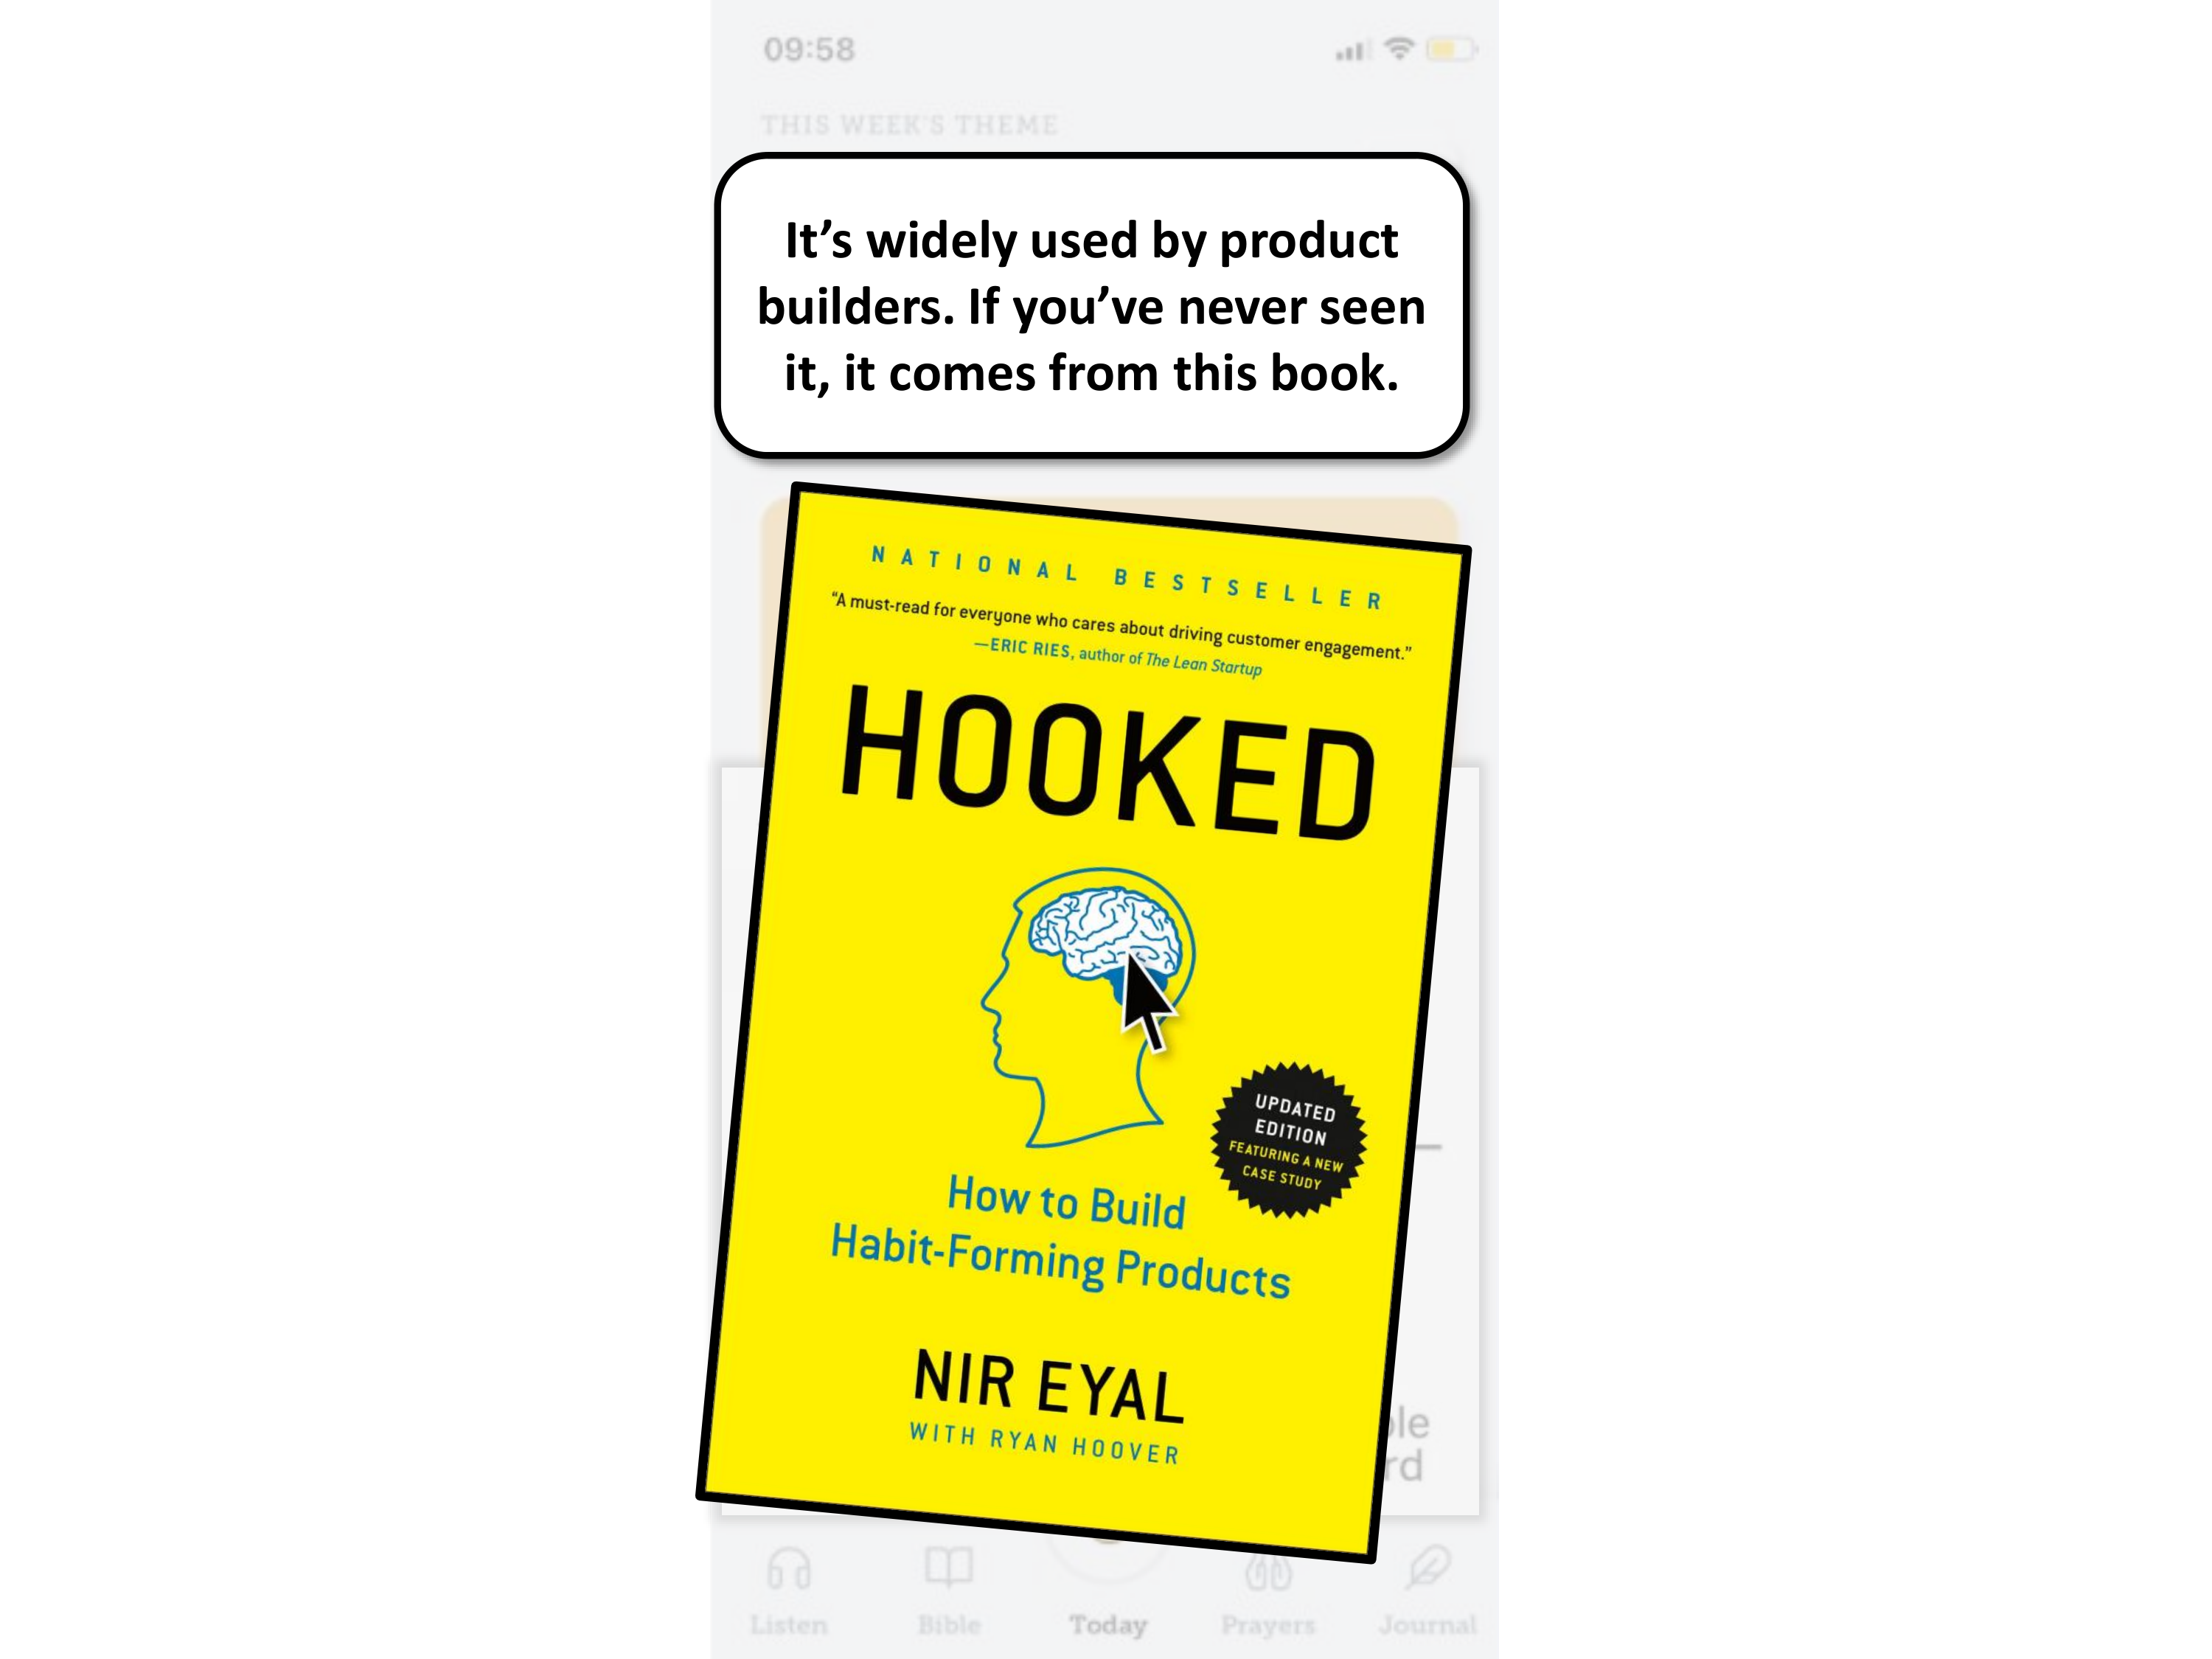 09:58
THIS WEEK'S THEME
It’s widely used by product
builders. If you’ve never seen
it, it comes from this book.
NATIONAL BESTSELLER
“A must-read for everyone who cares about driving customer engagement.”
—ERIC RIES, author of The Lean Startup
HOOKED
UPDATED
EDITION
FEATURING A NEW
CASE STUDY
How to Build
Habit-Forming Products
NIR EYAL
WITH RYAN HOOVER
Listen Bible Today Prayers Journal